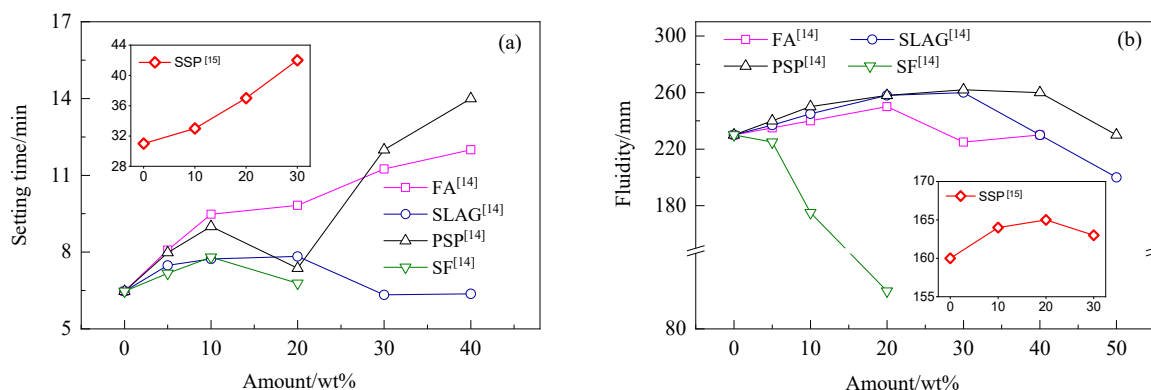 (a)
17
14
11
8
5
0
10
20
30
40
Setting time/min
Amount/wt%
SSP [15]
44
40
36
32
28
0
10
20
30
FA[14]
SLAG[14]
PSP[14]
SF[14]
(b)
300
260
220
180
80
0
10
20
30
40
50
Fluidity/mm
Amount/wt%
FA[14]
SLAG[14]
PSP[14]
SF[14]
SSP [15]
170
165
160
155
0
10
20
30